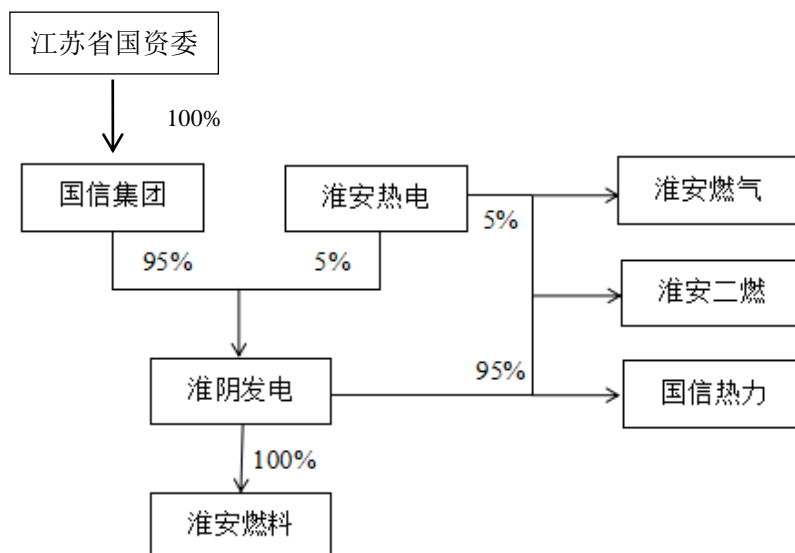 江苏省国资委
100%
国信集团
淮安热电
淮安燃气
5%
95%
5%
淮安二燃
淮阴发电
95%
国信热力
100%
淮安燃料